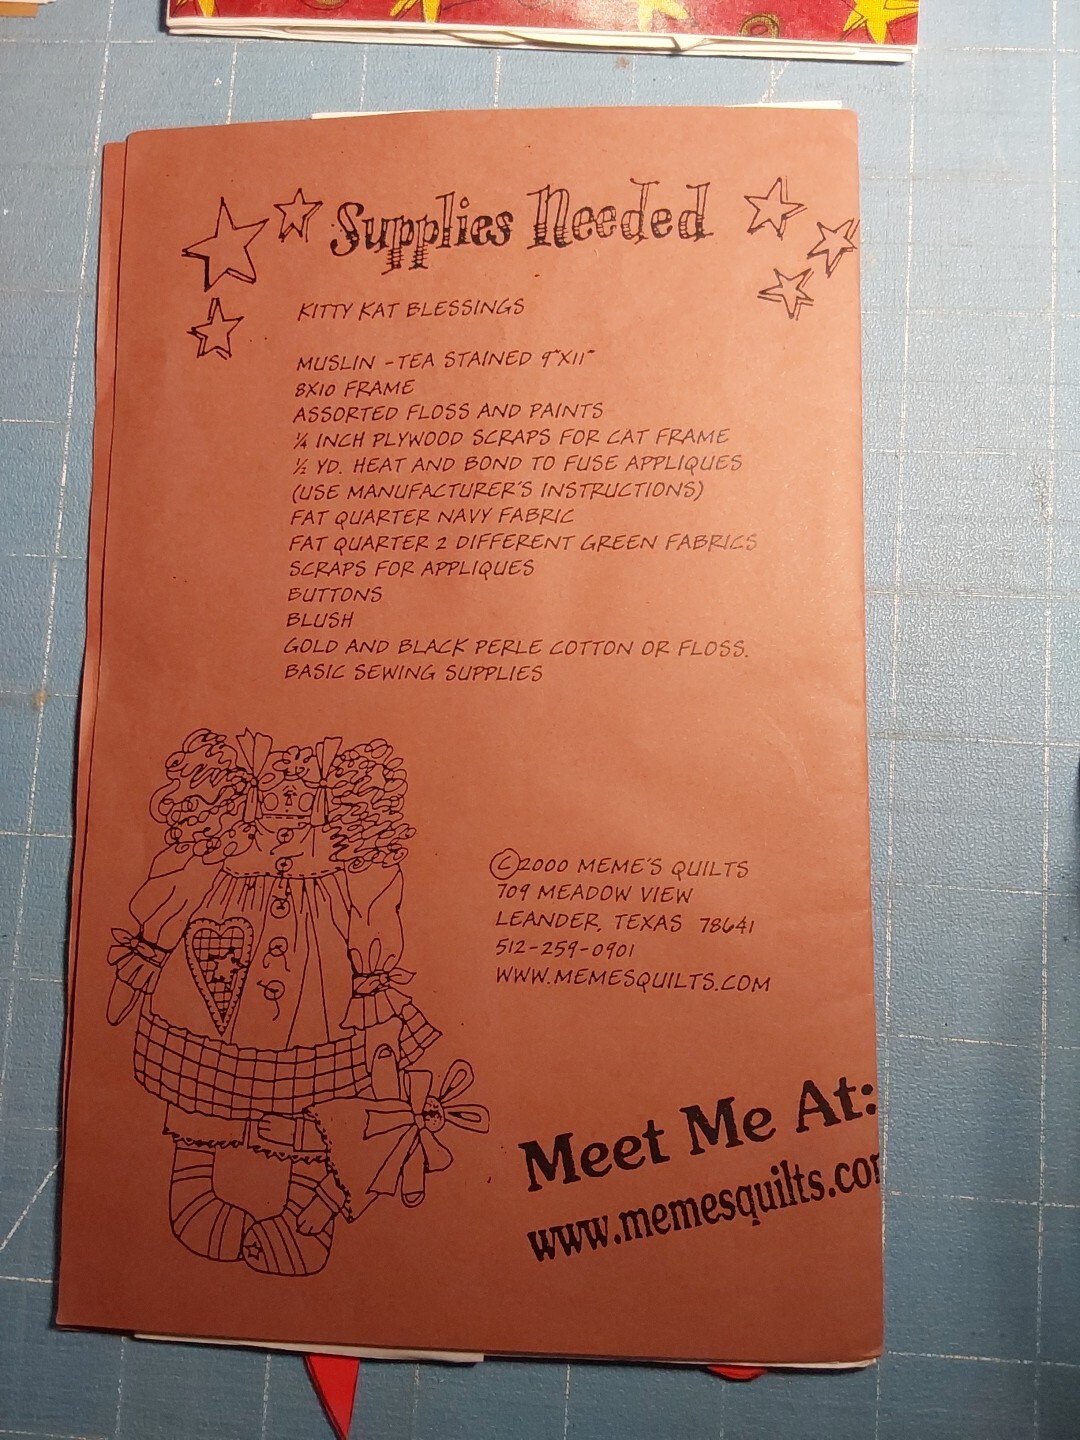 Supplies Needed
KITTY KAT BLESSINGS
MUSLIN - TEA STAINED 9"X11"
8X10 FRAME
ASSORTED FLOSS AND PAINTS
¼ INCH PLYWOOD SCRAPS FOR CAT FRAME
½ YD. HEAT AND BOND TO FUSE APPLIQUES
(USE MANUFACTURER'S INSTRUCTIONS)
FAT QUARTER NAVY FABRIC
FAT QUARTER 2 DIFFERENT GREEN FABRICS
SCRAPS FOR APPLIQUES
BUTTONS
BLUSH
GOLD AND BLACK PERLE COTTON OR FLOSS.
BASIC SEWING SUPPLIES
©2000 MEME'S QUILTS
709 MEADOW VIEW
LEANDER, TEXAS 78641
512-259-0901
WWW.MEMESQUILTS.COM
Meet Me At:
www.memesquilts.com